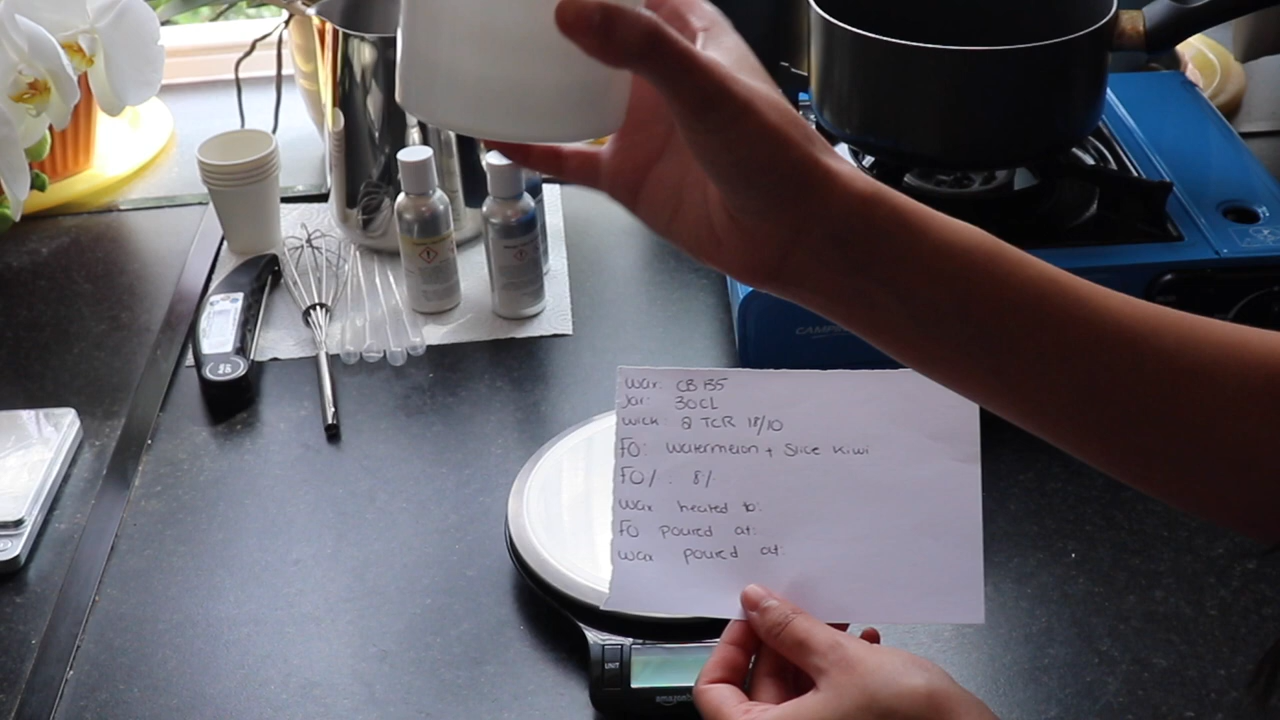 wax: CB 135
Jar: 30CL
wick: @ TCR 18/10
FO: Watermelon + Slice Kiwi
FO/. 8%
wax heated to:
FO poured at:
wax poured at:
UNIT